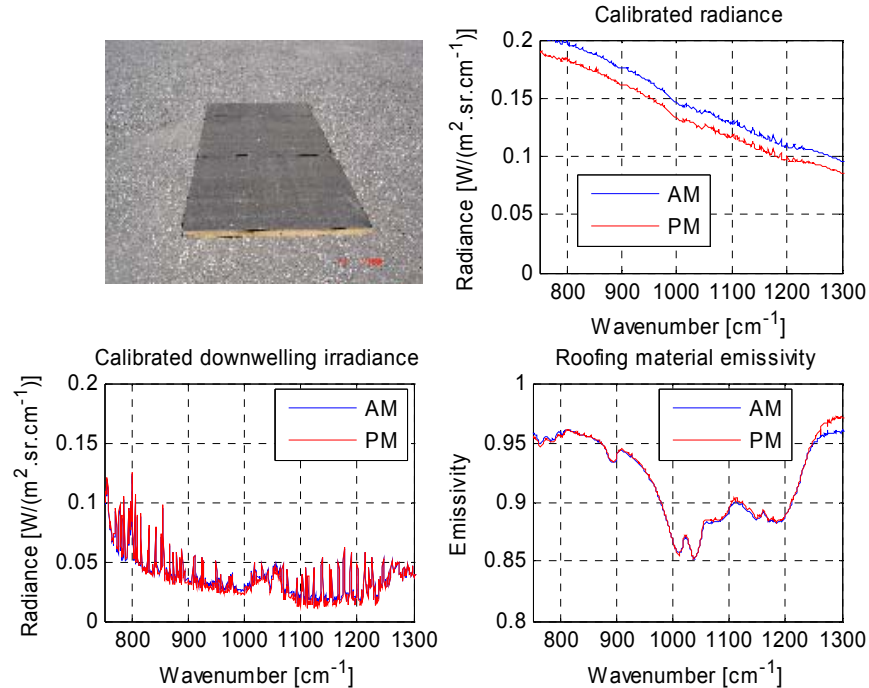 Calibrated radiance
Radiance [W/(m².sr.cm⁻¹)]
0.2
0.15
0.1
0.05
0
AM
PM
800 900 1000 1100 1200 1300
Wavenumber [cm⁻¹]
Calibrated downwelling irradiance
Radiance [W/(m².sr.cm⁻¹)]
0.2
0.15
0.1
0.05
0
AM
PM
800 900 1000 1100 1200 1300
Wavenumber [cm⁻¹]
Roofing material emissivity
Emissivity
1
0.95
0.9
0.85
0.8
AM
PM
800 900 1000 1100 1200 1300
Wavenumber [cm⁻¹]